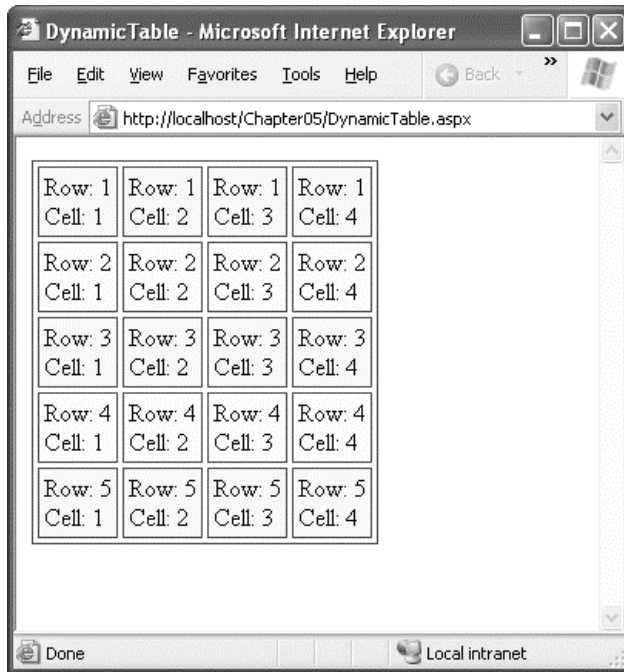 DynamicTable - Microsoft Internet Explorer
File Edit View Favorites Tools Help Back »
Address http://localhost/Chapter05/DynamicTable.aspx
Row: 1 Row: 1 Row: 1 Row: 1
Cell: 1 Cell: 2 Cell: 3 Cell: 4
Row: 2 Row: 2 Row: 2 Row: 2
Cell: 1 Cell: 2 Cell: 3 Cell: 4
Row: 3 Row: 3 Row: 3 Row: 3
Cell: 1 Cell: 2 Cell: 3 Cell: 4
Row: 4 Row: 4 Row: 4 Row: 4
Cell: 1 Cell: 2 Cell: 3 Cell: 4
Row: 5 Row: 5 Row: 5 Row: 5
Cell: 1 Cell: 2 Cell: 3 Cell: 4
Done Local intranet